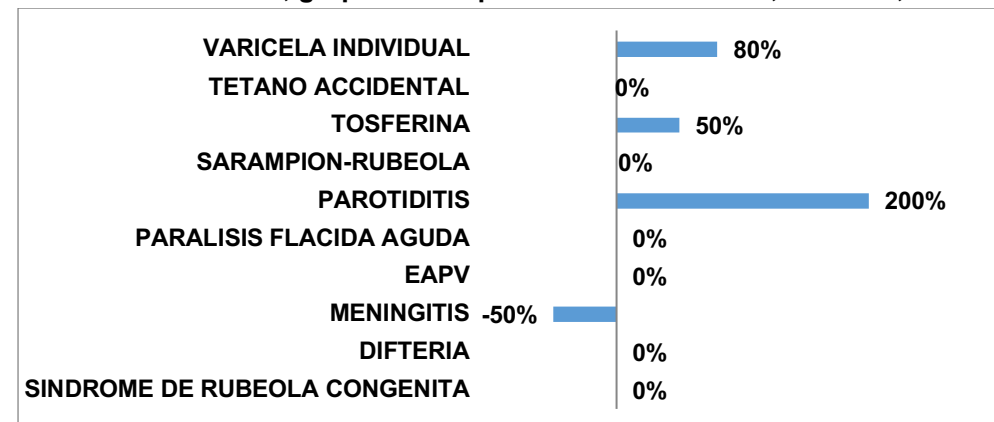 VARICELA INDIVIDUAL 80%
TETANO ACCIDENTAL 0%
TOSFERINA 50%
SARAMPION-RUBEOLA 0%
PAROTIDITIS 200%
PARALISIS FLACIDA AGUDA 0%
EAPV 0%
MENINGITIS -50%
DIFTERIA 0%
SINDROME DE RUBEOLA CONGENITA 0%